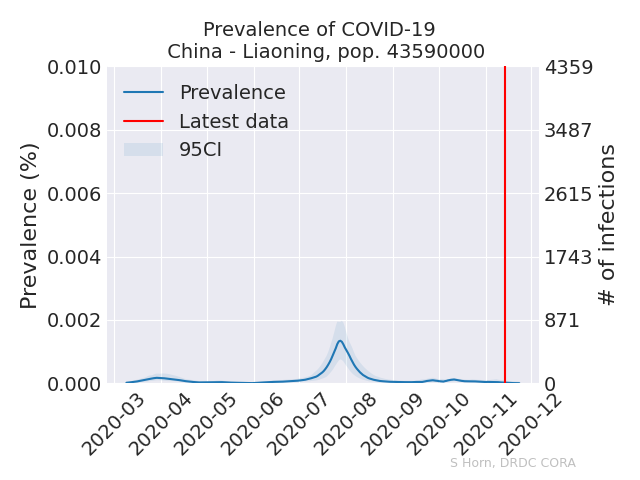 Prevalence of COVID-19
China - Liaoning, pop. 43590000
Prevalence
Latest data
95CI
Prevalence (%)
0.010
0.008
0.006
0.004
0.002
0.000
4359
3487
2615
1743
871
0
# of infections
2020-03
2020-04
2020-05
2020-06
2020-07
2020-08
2020-09
2020-10
2020-11
2020-12
S Horn, DRDC CORA